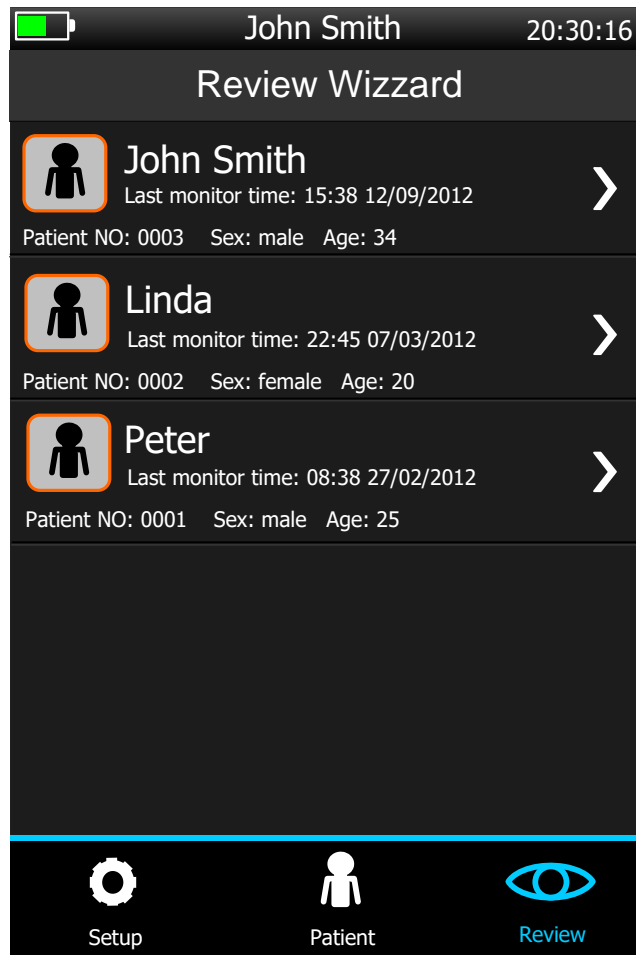 John Smith 20:30:16
Review Wizzard
John Smith
Last monitor time: 15:38 12/09/2012
Patient NO: 0003 Sex: male Age: 34
Linda
Last monitor time: 22:45 07/03/2012
Patient NO: 0002 Sex: female Age: 20
Peter
Last monitor time: 08:38 27/02/2012
Patient NO: 0001 Sex: male Age: 25
Setup Patient Review